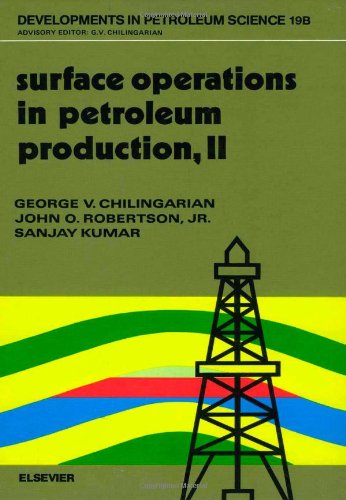 DEVELOPMENTS IN PETROLEUM SCIENCE 19B
ADVISORY EDITOR: G.V. CHILINGARIAN
surface operations
in petroleum
production, II
GEORGE V. CHILINGARIAN
JOHN O. ROBERTSON, JR.
SANJAY KUMAR
ELSEVIER